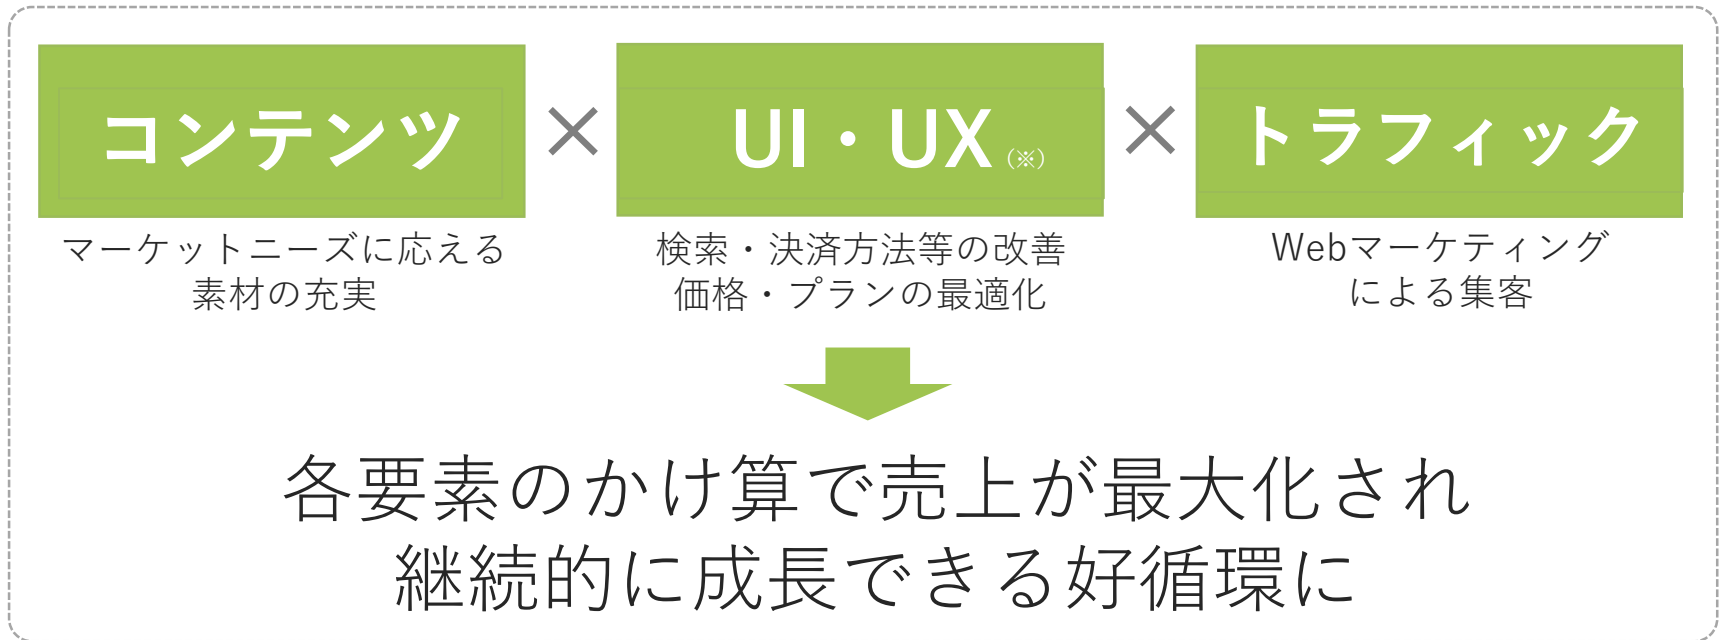 コンテンツ × UI・UX(※) × トラフィック
マーケットニーズに応える
素材の充実
検索・決済方法等の改善
価格・プランの最適化
Webマーケティング
による集客
各要素のかけ算で売上が最大化され
継続的に成長できる好循環に